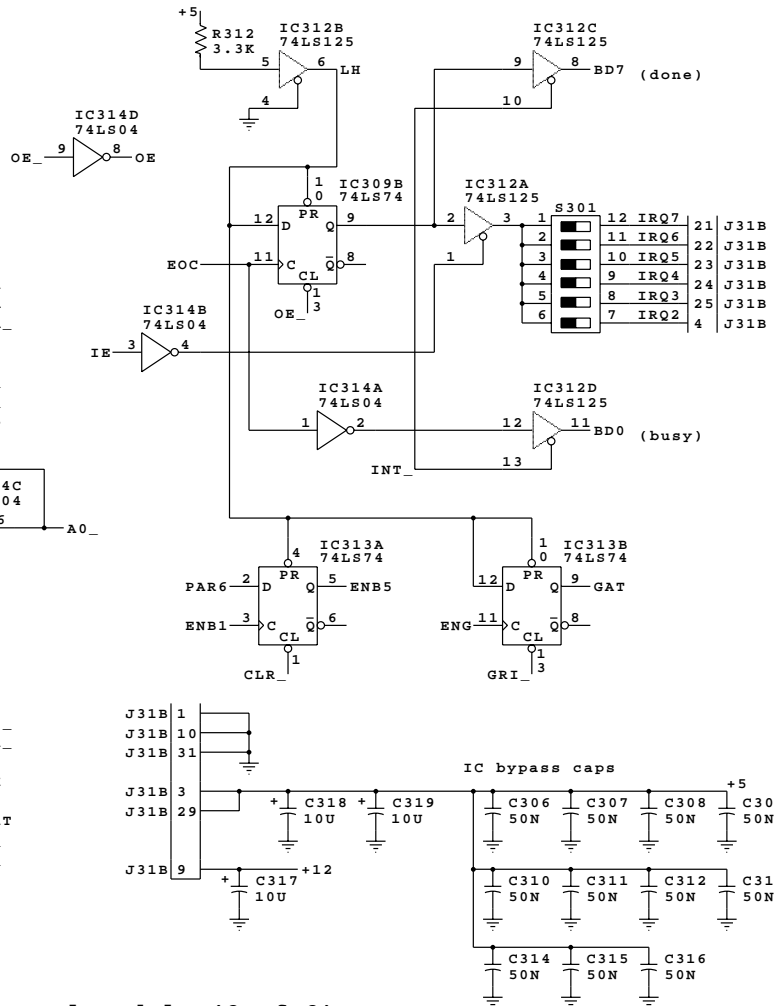 +5
R312
3.3K
IC312B
74LS125
5
6
LH
4
IC312C
74LS125
9
8
BD7
(done)
10
IC314D
74LS04
OE_
9
8
OE
1
0
PR
IC309B
74LS74
12
D
Q
9
EOC
11
C
Q
8
CL
1
3
OE_
IC312A
74LS125
2
3
1
S301
1
12
IRQ7
21
J31B
2
11
IRQ6
22
J31B
3
10
IRQ5
23
J31B
4
9
IRQ4
24
J31B
5
8
IRQ3
25
J31B
6
7
IRQ2
4
J31B
IC314B
74LS04
IE
3
4
IC314A
74LS04
1
2
IC312D
74LS125
12
11
BD0
(busy)
13
INT_
4C
04
A0_
IC313A
74LS74
4
PR
PAR6
2
D
Q
5
ENB5
ENB1
3
C
Q
6
CL
1
CLR_
IC313B
74LS74
1
0
PR
12
D
Q
9
GAT
ENG
11
C
Q
8
CL
1
3
GRI_
J31B
1
J31B
10
J31B
31
J31B
3
J31B
29
J31B
9
+
C318
10U
+
C319
10U
+
C317
10U
+12
IC bypass caps
+5
C306
50N
C307
50N
C308
50N
C30
50N
C310
50N
C311
50N
C312
50N
C31
50N
C314
50N
C315
50N
C316
50N